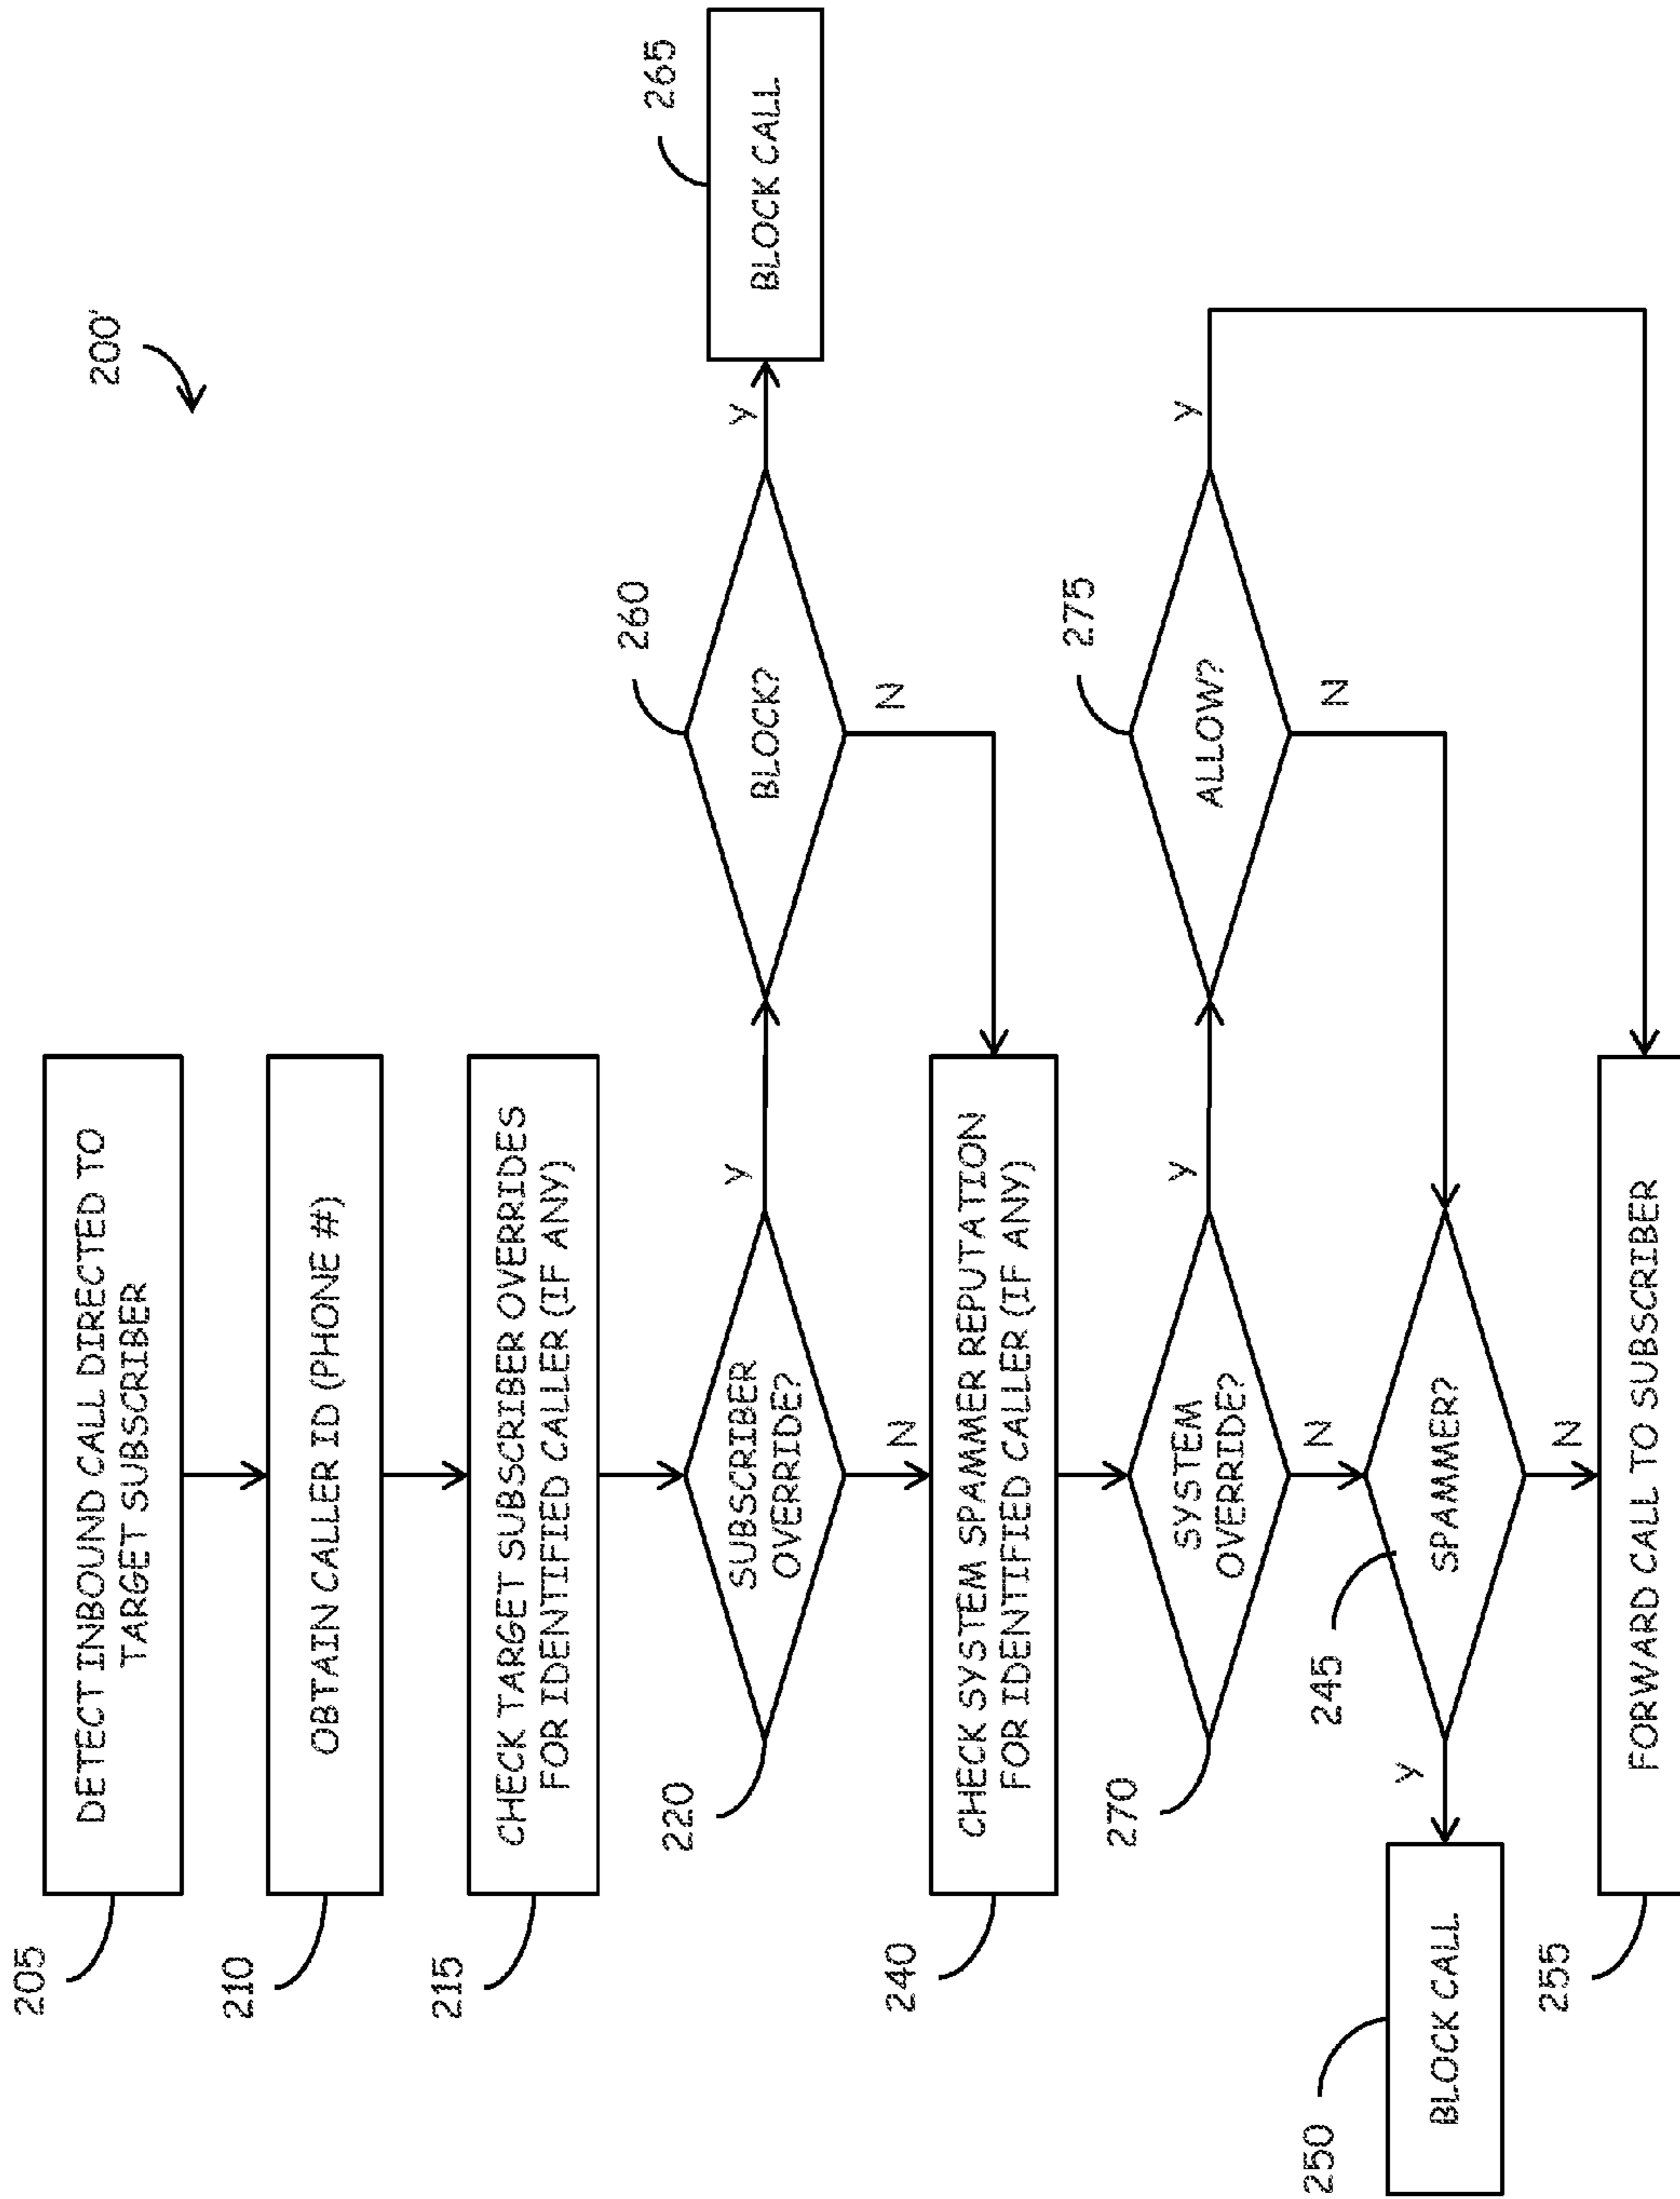 200'
205
DETECT INBOUND CALL DIRECTED TO
TARGET SUBSCRIBER
210
OBTAIN CALLER ID (PHONE #)
215
CHECK TARGET SUBSCRIBER OVERRIDES
FOR IDENTIFIED CALLER (IF ANY)
220
SUBSCRIBER
OVERRIDE?
Y
N
260
BLOCK?
Y
N
265
BLOCK CALL
240
CHECK SYSTEM SPAMMER REPUTATION
FOR IDENTIFIED CALLER (IF ANY)
270
SYSTEM
OVERRIDE?
Y
N
275
ALLOW?
Y
N
245
SPAMMER?
Y
N
250
BLOCK CALL
255
FORWARD CALL TO SUBSCRIBER